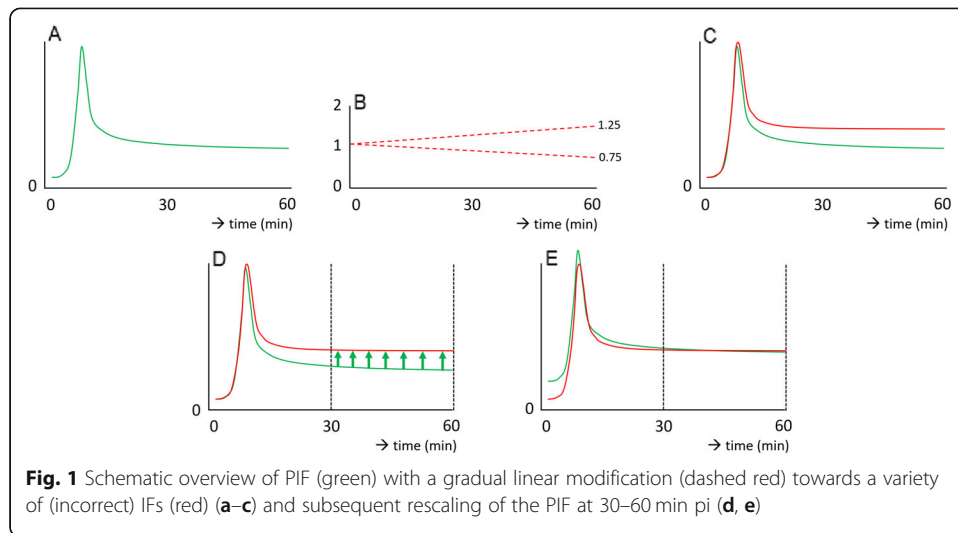 A
0
0
30
60
→ time (min)
B
2
1
0
1.25
0.75
0
30
60
→ time (min)
C
0
0
30
60
→ time (min)
D
0
0
30
60
→ time (min)
E
0
0
30
60
→ time (min)
Fig. 1 Schematic overview of PIF (green) with a gradual linear modification (dashed red) towards a variety
of (incorrect) IFs (red) (a–c) and subsequent rescaling of the PIF at 30–60 min pi (d, e)